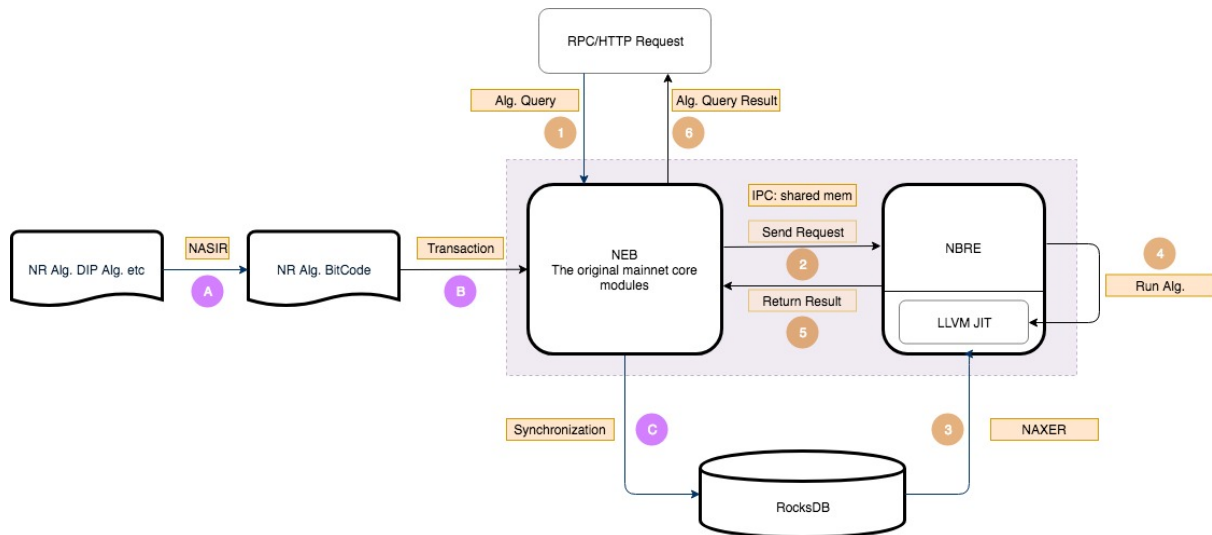 RPC/HTTP Request
Alg. Query
Alg. Query Result
1
6
IPC: shared mem
NASIR
Transaction
Send Request
4
NR Alg. DIP Alg. etc
NR Alg. BitCode
NEB
The original mainnet core
modules
NBRE
A
B
2
Run Alg.
Return Result
LLVM JIT
5
Synchronization
C
3
NAXER
RocksDB